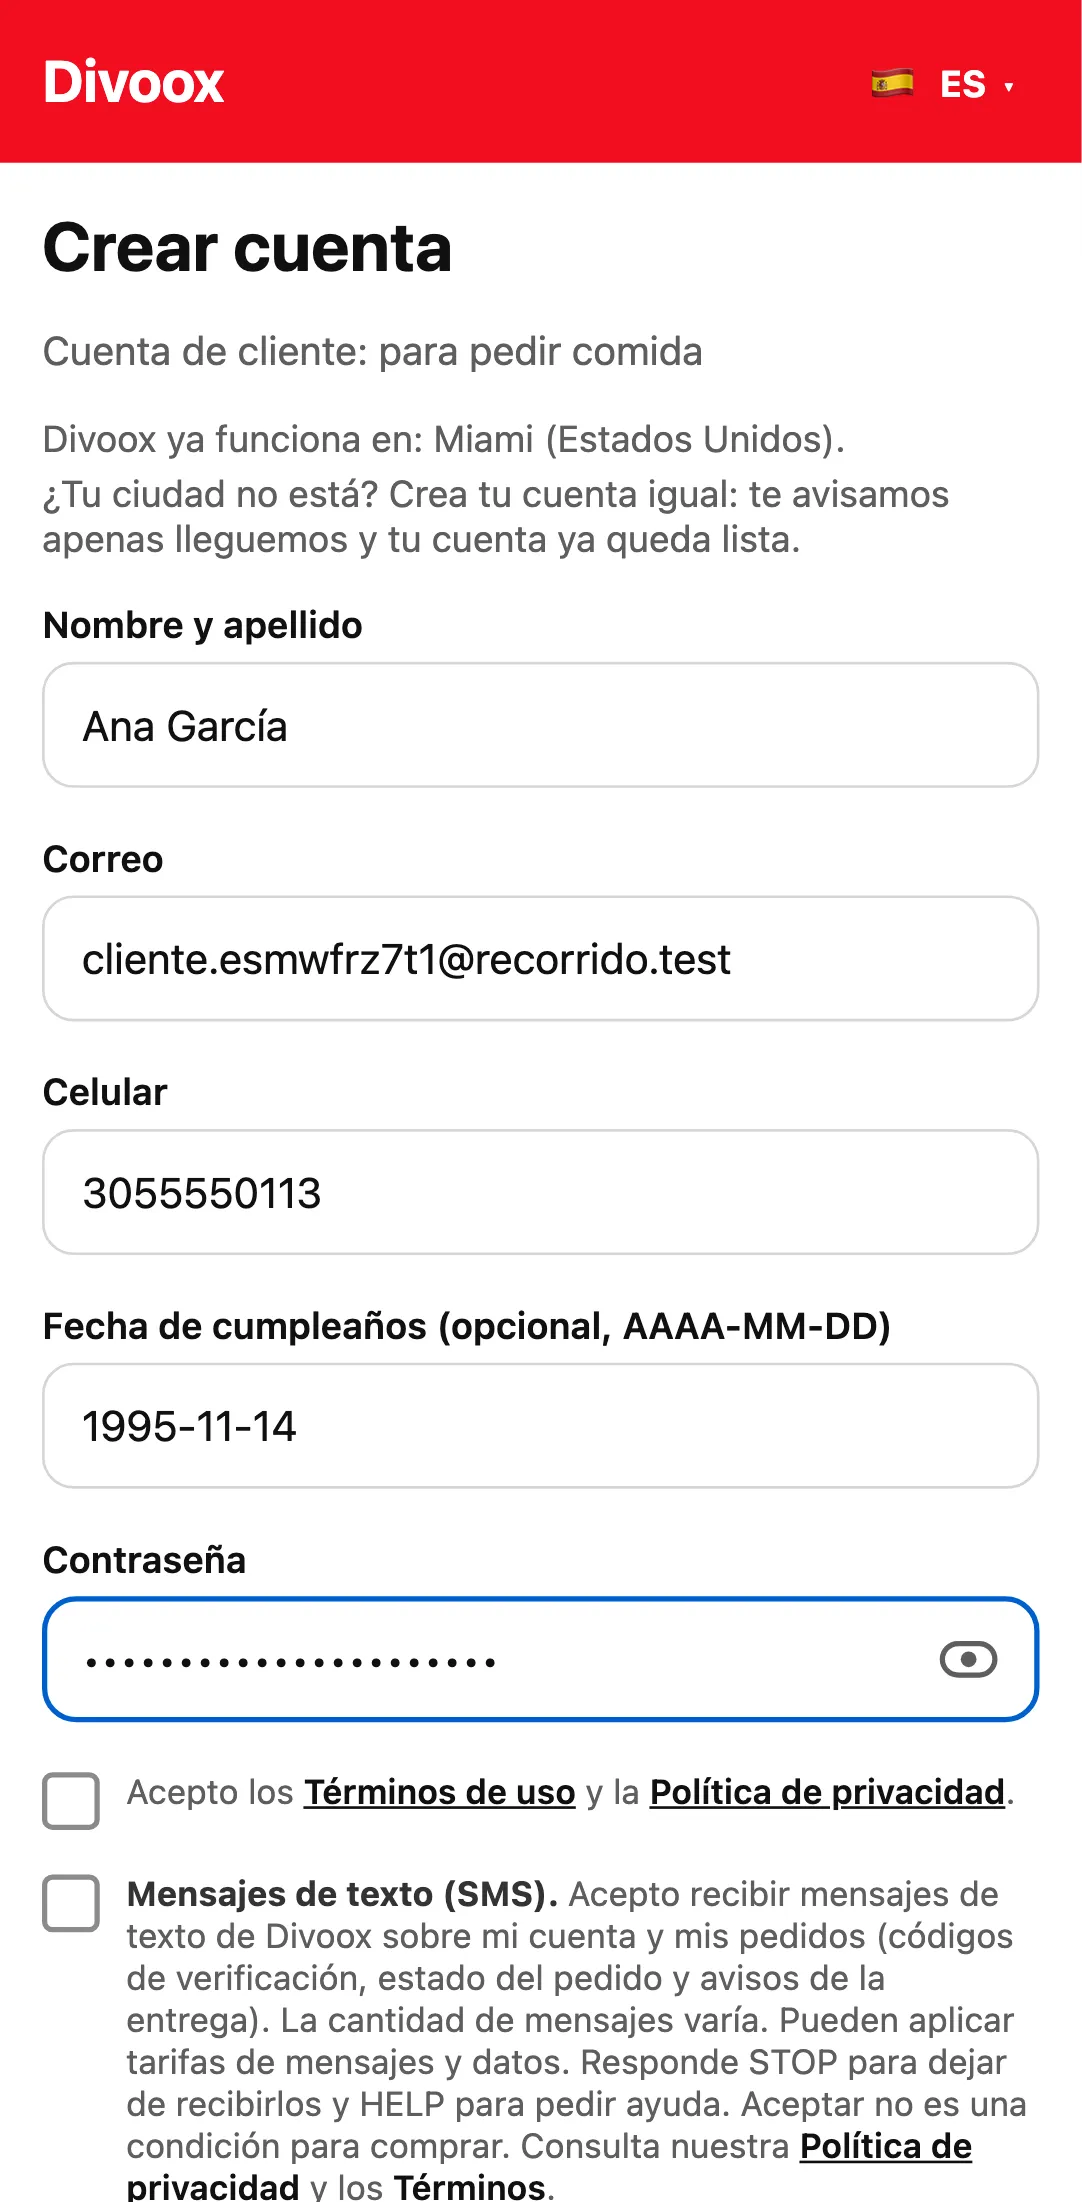 Divoox
ES
Crear cuenta
Cuenta de cliente: para pedir comida
Divoox ya funciona en: Miami (Estados Unidos).
¿Tu ciudad no está? Crea tu cuenta igual: te avisamos
apenas lleguemos y tu cuenta ya queda lista.
Nombre y apellido
Ana García
Correo
cliente.esmwfrz7t1@recorrido.test
Celular
3055550113
Fecha de cumpleaños (opcional, AAAA-MM-DD)
1995-11-14
Contraseña
••••••••••••••••••••••
Acepto los Términos de uso y la Política de privacidad.
Mensajes de texto (SMS). Acepto recibir mensajes de
texto de Divoox sobre mi cuenta y mis pedidos (códigos
de verificación, estado del pedido y avisos de la
entrega). La cantidad de mensajes varía. Pueden aplicar
tarifas de mensajes y datos. Responde STOP para dejar
de recibirlos y HELP para pedir ayuda. Aceptar no es una
condición para comprar. Consulta nuestra Política de
privacidad y los Términos.